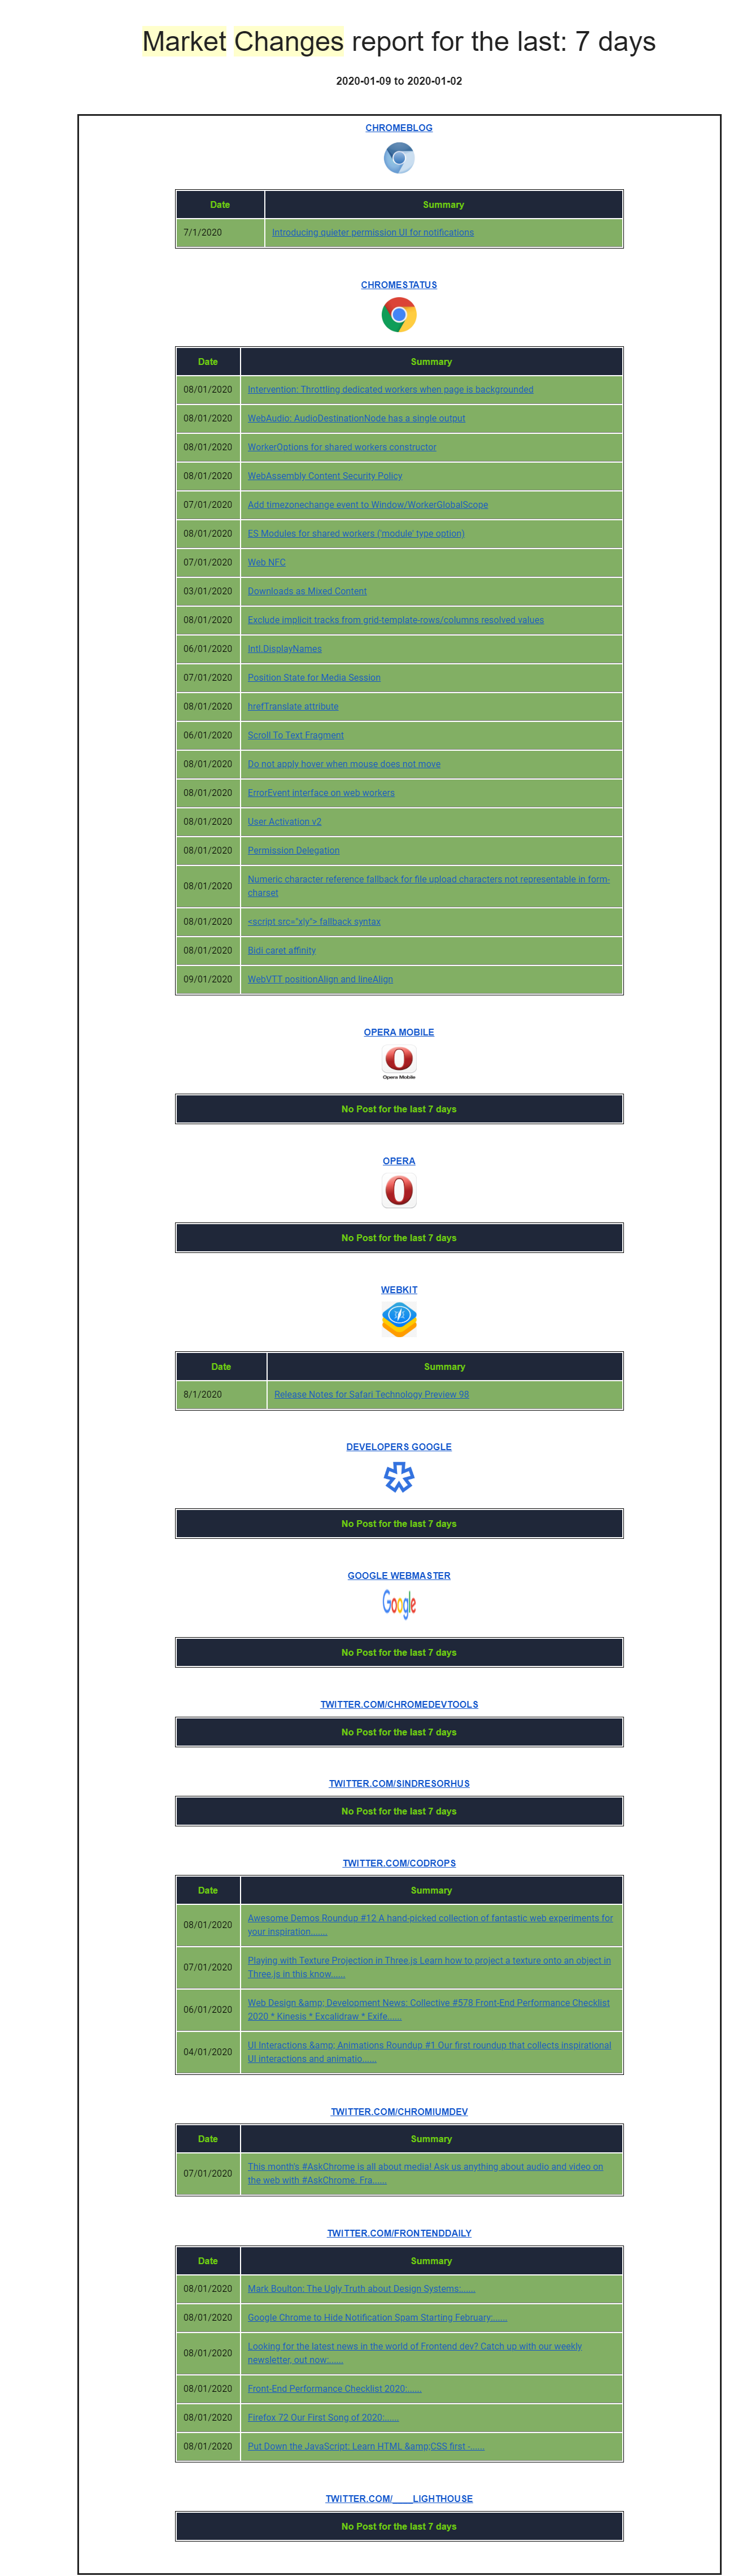 Market Changes report for the last: 7 days
2020-01-09 to 2020-01-02
CHROMEBLOG
Date Summary
7/1/2020 Introducing quieter permission UI for notifications
CHROMESTATUS
Date Summary
08/01/2020 Intervention: Throttling dedicated workers when page is backgrounded
08/01/2020 WebAudio: AudioDestinationNode has a single output
08/01/2020 WorkerOptions for shared workers constructor
08/01/2020 WebAssembly Content Security Policy
07/01/2020 Add timezonechange event to Window/WorkerGlobalScope
08/01/2020 ES Modules for shared workers ('module' type option)
07/01/2020 Web NFC
03/01/2020 Downloads as Mixed Content
08/01/2020 Exclude implicit tracks from grid-template-rows/columns resolved values
06/01/2020 Intl.DisplayNames
07/01/2020 Position State for Media Session
08/01/2020 hrefTranslate attribute
06/01/2020 Scroll To Text Fragment
08/01/2020 Do not apply hover when mouse does not move
08/01/2020 ErrorEvent interface on web workers
08/01/2020 User Activation v2
08/01/2020 Permission Delegation
08/01/2020 Numeric character reference fallback for file upload characters not representable in form-
charset
08/01/2020 <script src="x|y"> fallback syntax
08/01/2020 Bidi caret affinity
09/01/2020 WebVTT positionAlign and lineAlign
OPERA MOBILE
Opera Mobile
No Post for the last 7 days
OPERA
No Post for the last 7 days
WEBKIT
Date Summary
8/1/2020 Release Notes for Safari Technology Preview 98
DEVELOPERS GOOGLE
No Post for the last 7 days
GOOGLE WEBMASTER
Google
No Post for the last 7 days
TWITTER.COM/CHROMEDEVTOOLS
No Post for the last 7 days
TWITTER.COM/SINDRESORHUS
No Post for the last 7 days
TWITTER.COM/CODROPS
Date Summary
08/01/2020 Awesome Demos Roundup #12 A hand-picked collection of fantastic web experiments for
your inspiration.......
07/01/2020 Playing with Texture Projection in Three.js Learn how to project a texture onto an object in
Three.js in this know......
06/01/2020 Web Design &amp; Development News: Collective #578 Front-End Performance Checklist
2020 * Kinesis * Excalidraw * Exife......
04/01/2020 UI Interactions &amp; Animations Roundup #1 Our first roundup that collects inspirational
UI interactions and animatio......
TWITTER.COM/CHROMIUMDEV
Date Summary
07/01/2020 This month's #AskChrome is all about media! Ask us anything about audio and video on
the web with #AskChrome. Fra......
TWITTER.COM/FRONTENDDAILY
Date Summary
08/01/2020 Mark Boulton: The Ugly Truth about Design Systems:......
08/01/2020 Google Chrome to Hide Notification Spam Starting February:......
08/01/2020 Looking for the latest news in the world of Frontend dev? Catch up with our weekly
newsletter, out now:......
08/01/2020 Front-End Performance Checklist 2020:......
08/01/2020 Firefox 72 Our First Song of 2020:......
08/01/2020 Put Down the JavaScript: Learn HTML &amp;CSS first -......
TWITTER.COM/____LIGHTHOUSE
No Post for the last 7 days